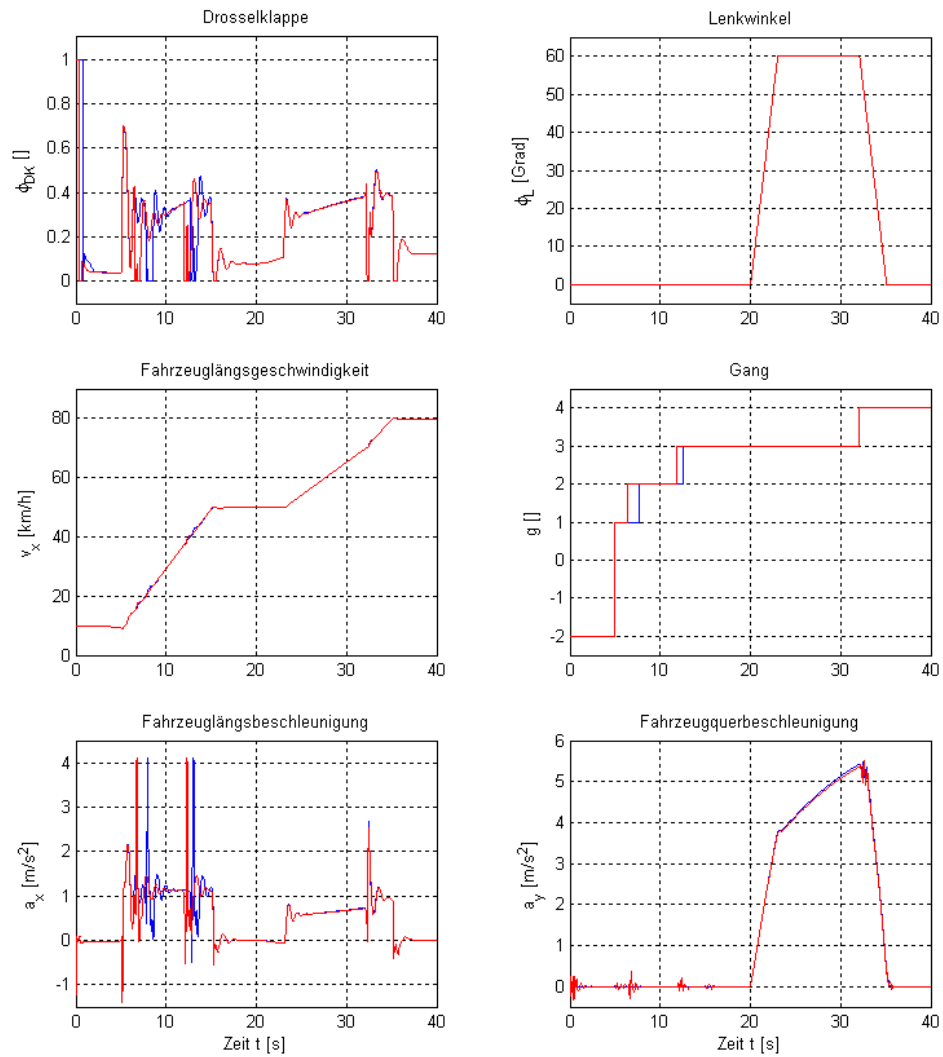 Drosselklappe
1
0.8
0.6
0.4
0.2
0
ϕDK []
0 10 20 30 40
Lenkwinkel
60
50
40
30
20
10
0
ϕL [Grad]
0 10 20 30 40
Fahrzeuglängsgeschwindigkeit
80
60
40
20
0
vx [km/h]
0 10 20 30 40
Gang
4
3
2
1
0
-1
-2
g []
0 10 20 30 40
Fahrzeuglängsbeschleunigung
4
3
2
1
0
-1
ax [m/s²]
0 10 20 30 40
Zeit t [s]
Fahrzeugquerbeschleunigung
6
5
4
3
2
1
0
ay [m/s²]
0 10 20 30 40
Zeit t [s]